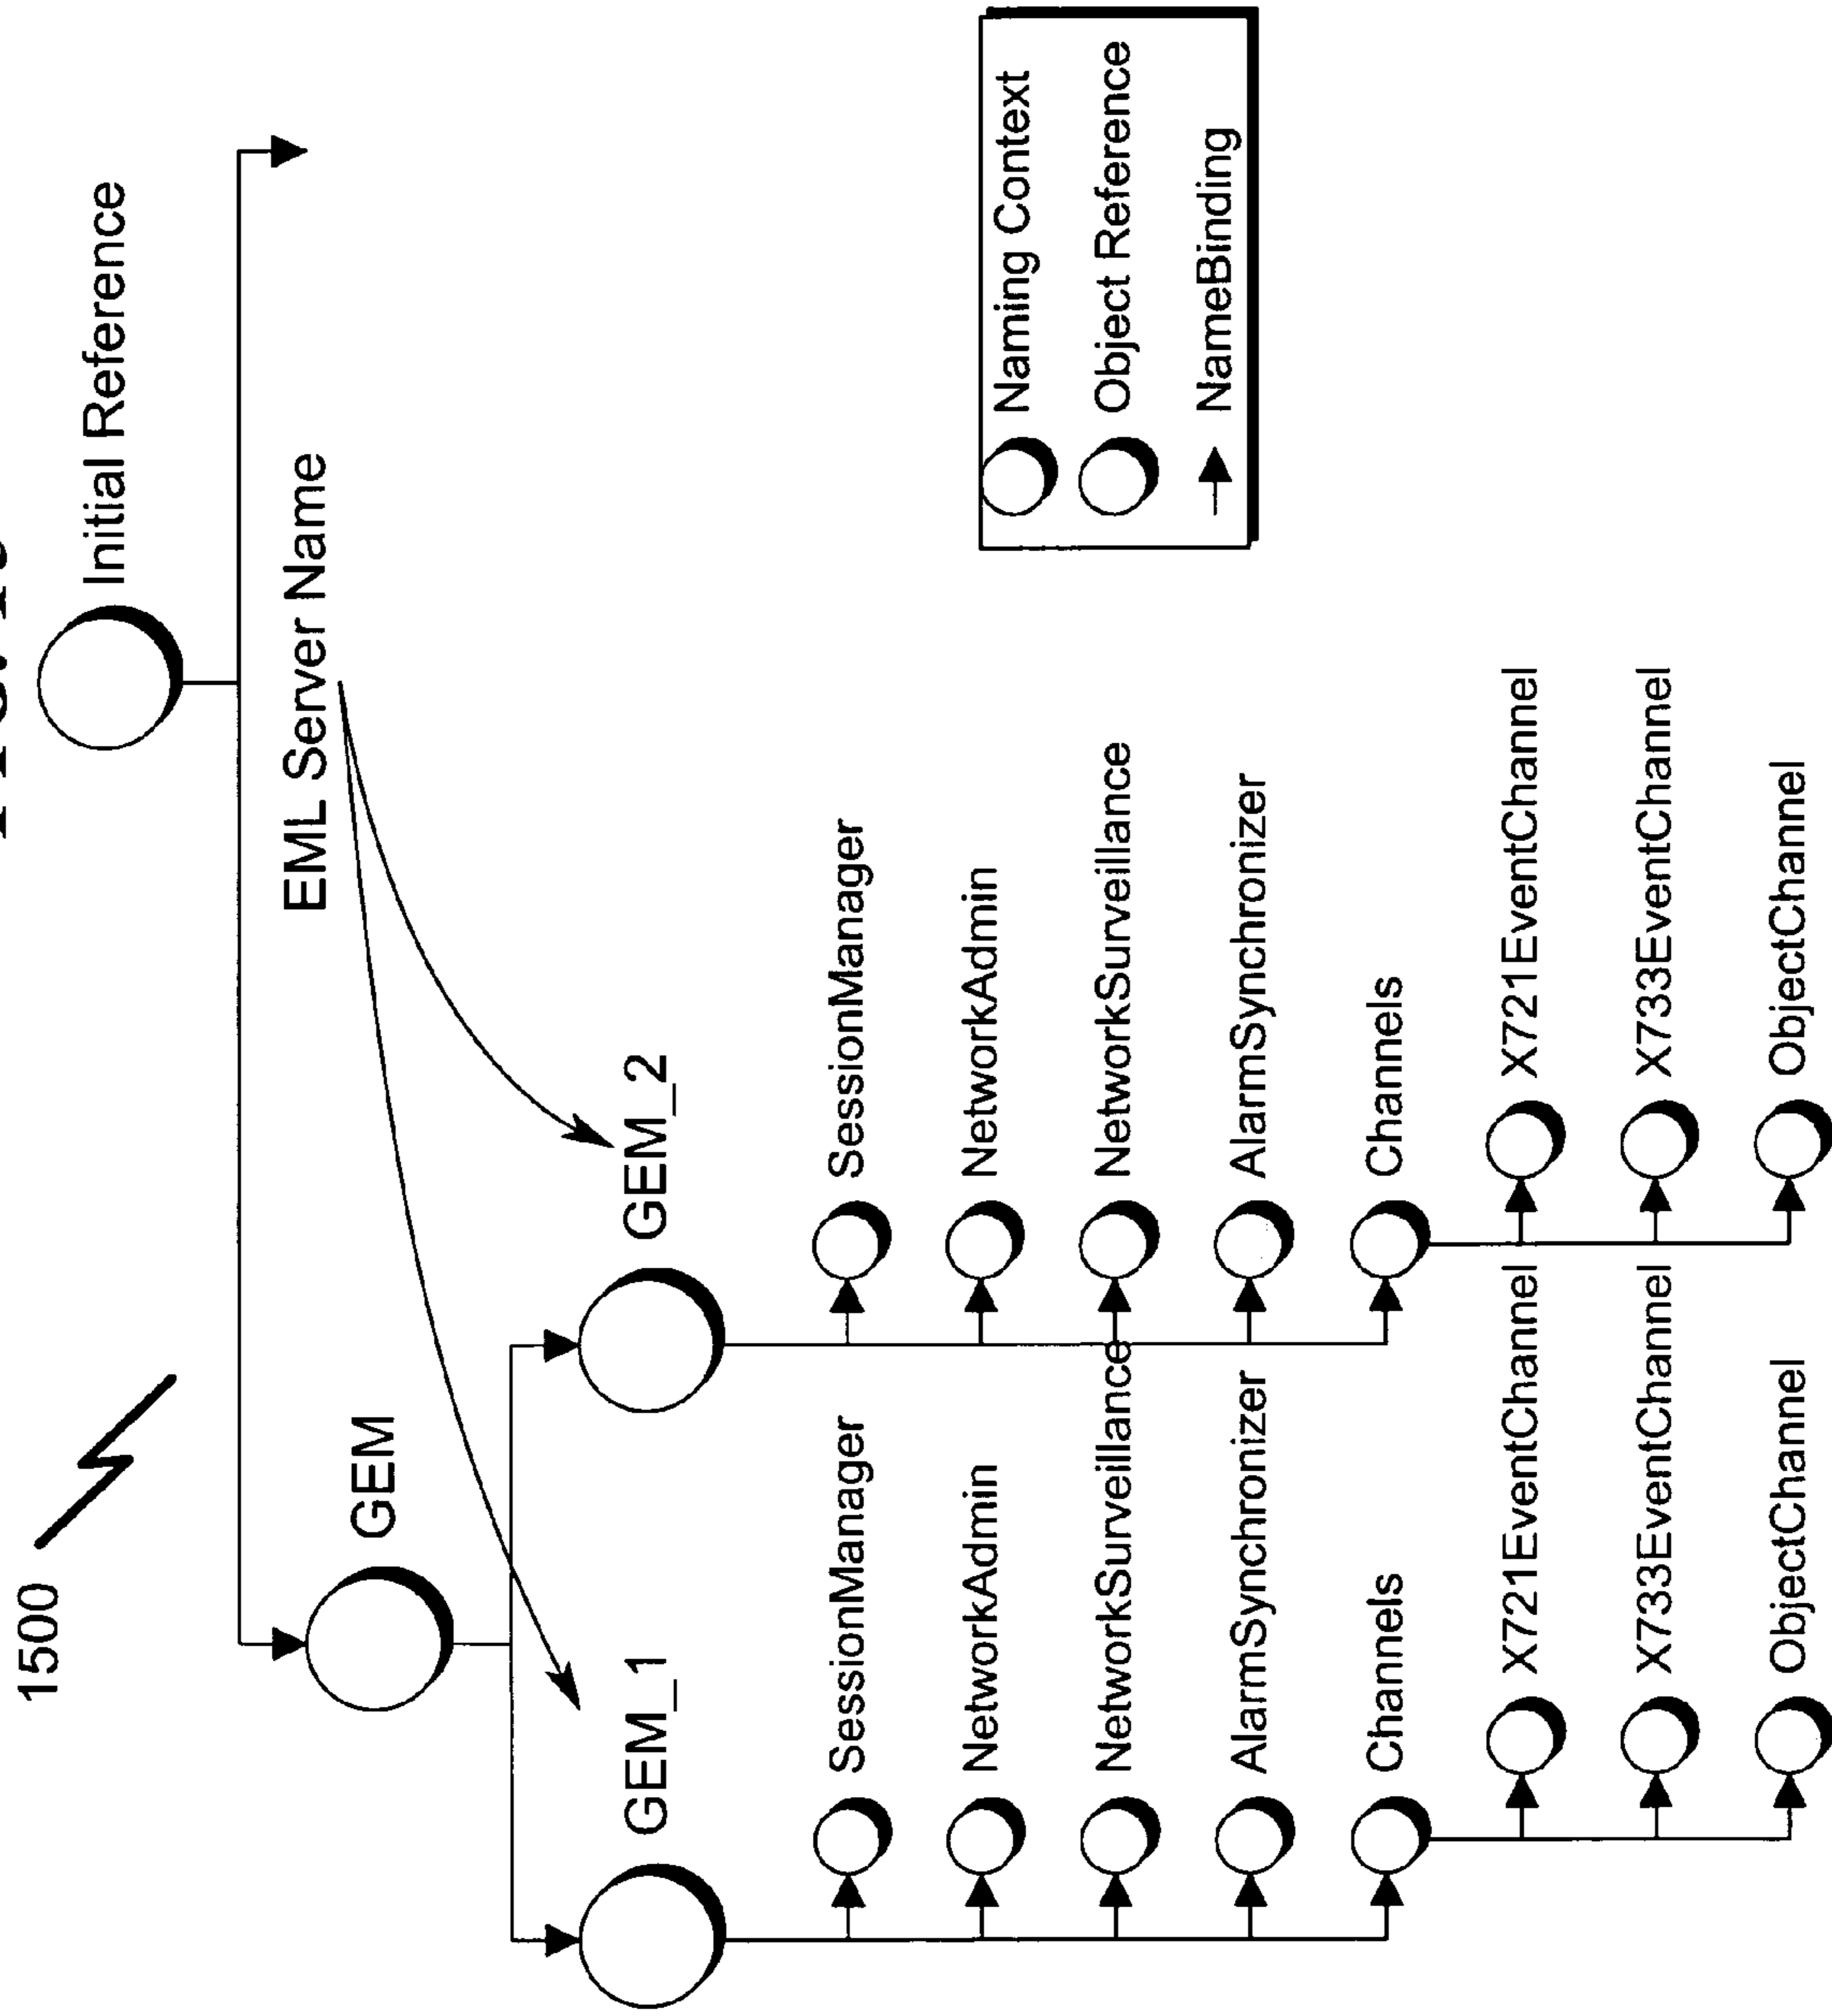 1500
Initial Reference
EML Server Name
GEM
GEM_1
GEM_2
SessionManager
NetworkAdmin
NetworkSurveillance
AlarmSynchronizer
Channels
X721EventChannel
X733EventChannel
ObjectChannel
SessionManager
NetworkAdmin
NetworkSurveillance
AlarmSynchronizer
Channels
X721EventChannel
X733EventChannel
ObjectChannel
Naming Context
Object Reference
NameBinding